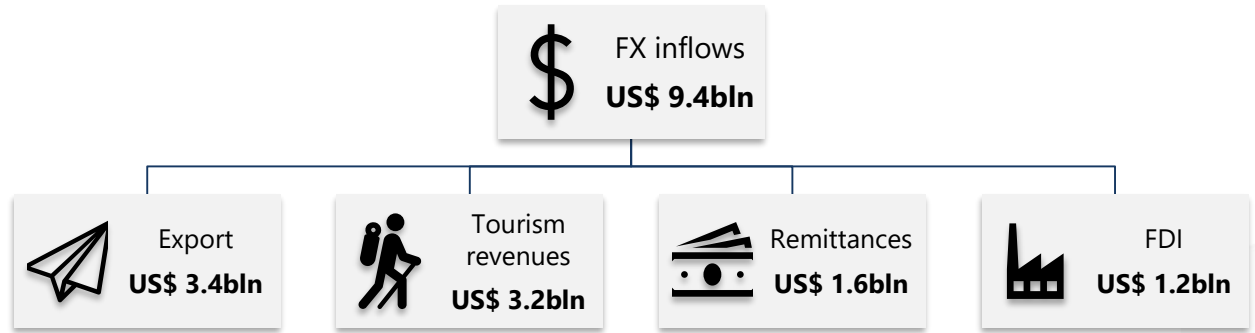 FX inflows
US$ 9.4bln
Export
US$ 3.4bln
Tourism
revenues
US$ 3.2bln
Remittances
US$ 1.6bln
FDI
US$ 1.2bln